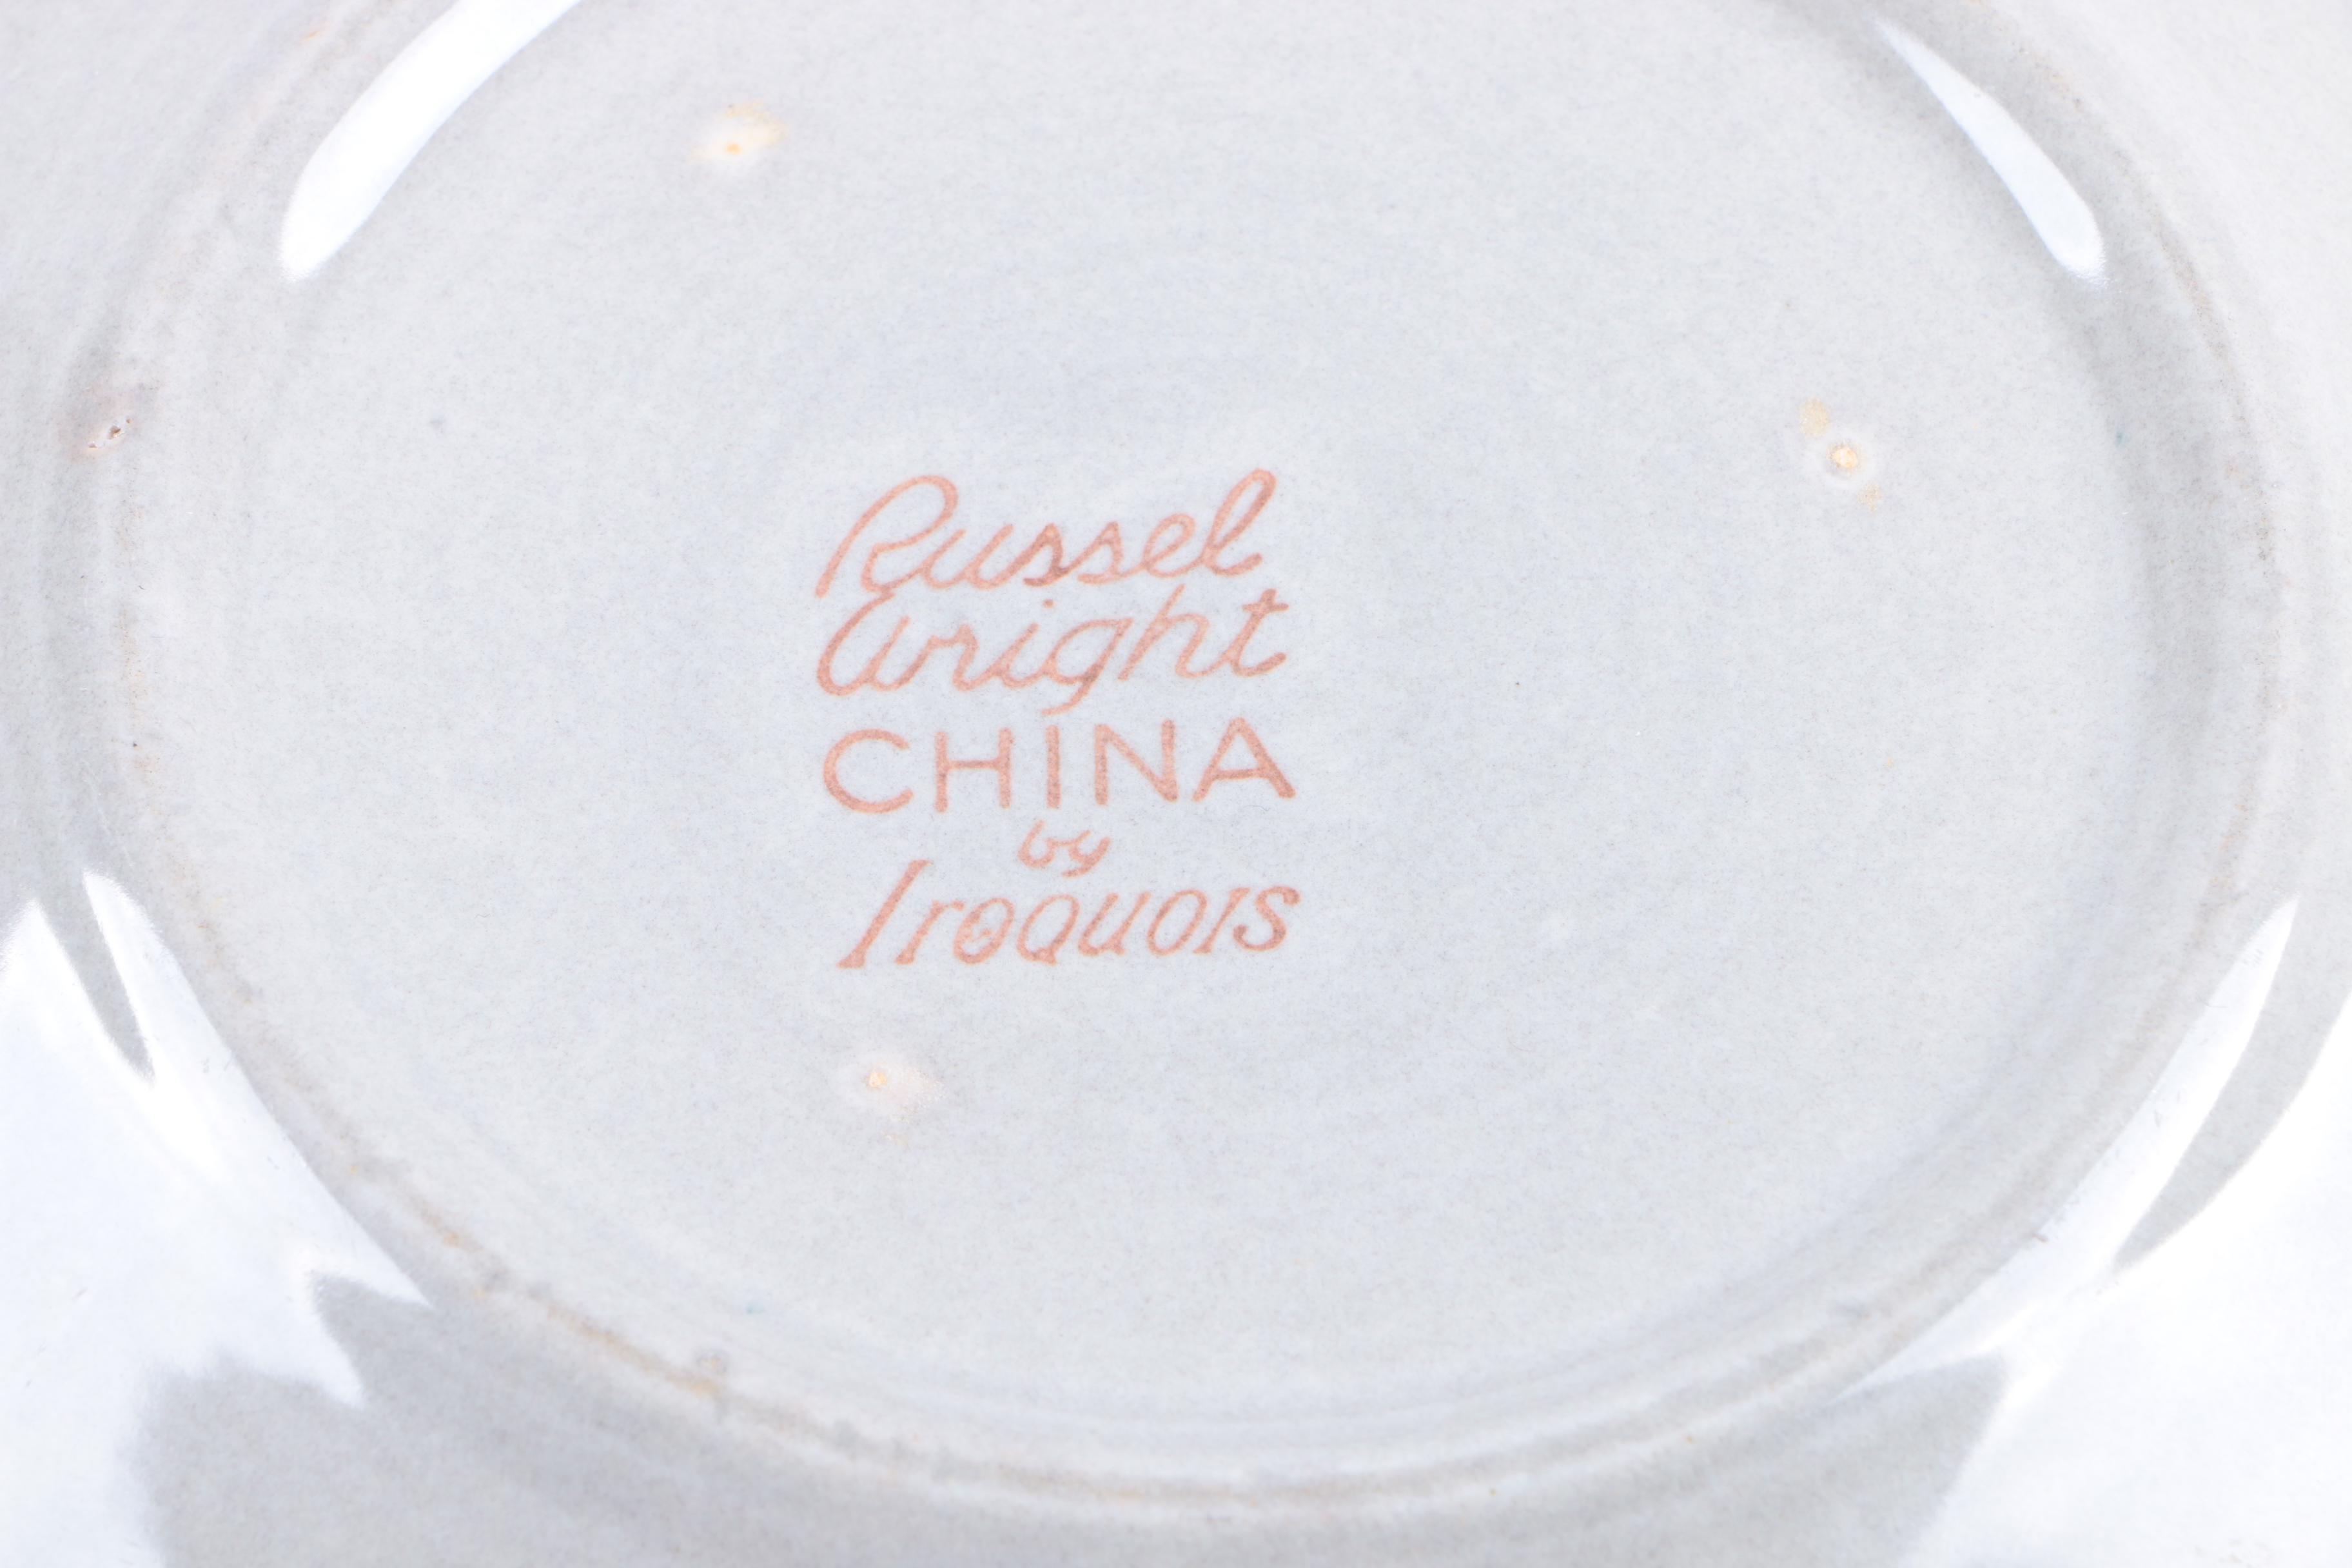 Russel
Wright
CHINA
by
Iroquois